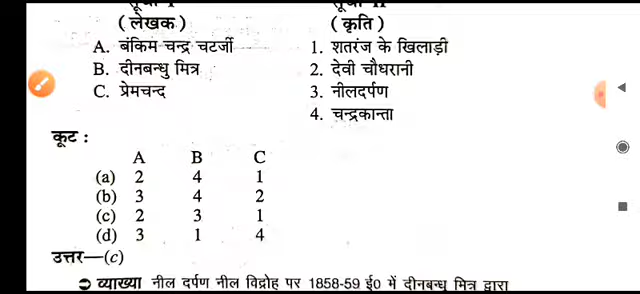 (लेखक) (कृति)
A. बंकिम चन्द्र चटर्जी 1. शतरंज के खिलाड़ी
B. दीनबन्धु मित्र 2. देवी चौधरानी
C. प्रेमचन्द 3. नीलदर्पण
4. चन्द्रकान्ता
कूट :
A B C
(a) 2 4 1
(b) 3 4 2
(c) 2 3 1
(d) 3 1 4
उत्तर—(c)
व्याख्या नील दर्पण नील विद्रोह पर 1858-59 ई0 में दीनबन्धु मित्र द्वारा